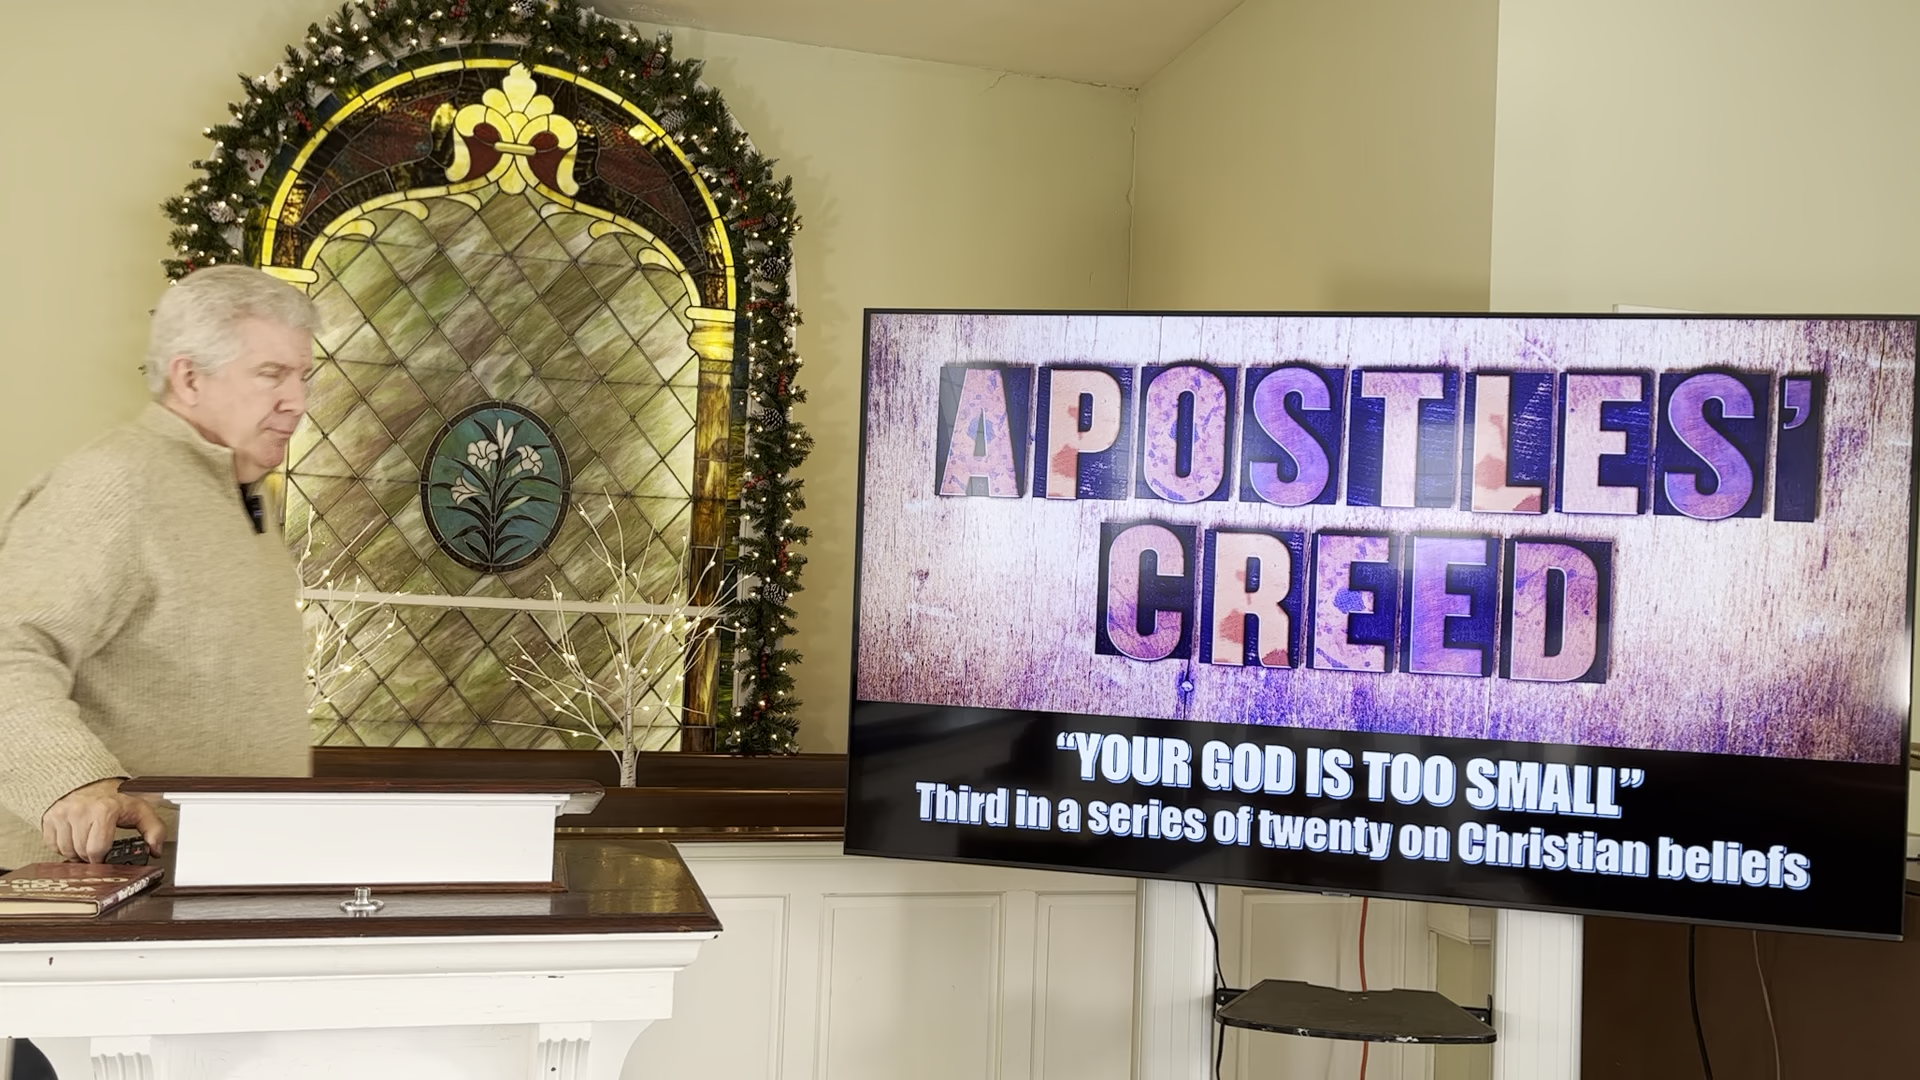 APOSTLES'
CREED
“YOUR GOD IS TOO SMALL”
Third in a series of twenty on Christian beliefs